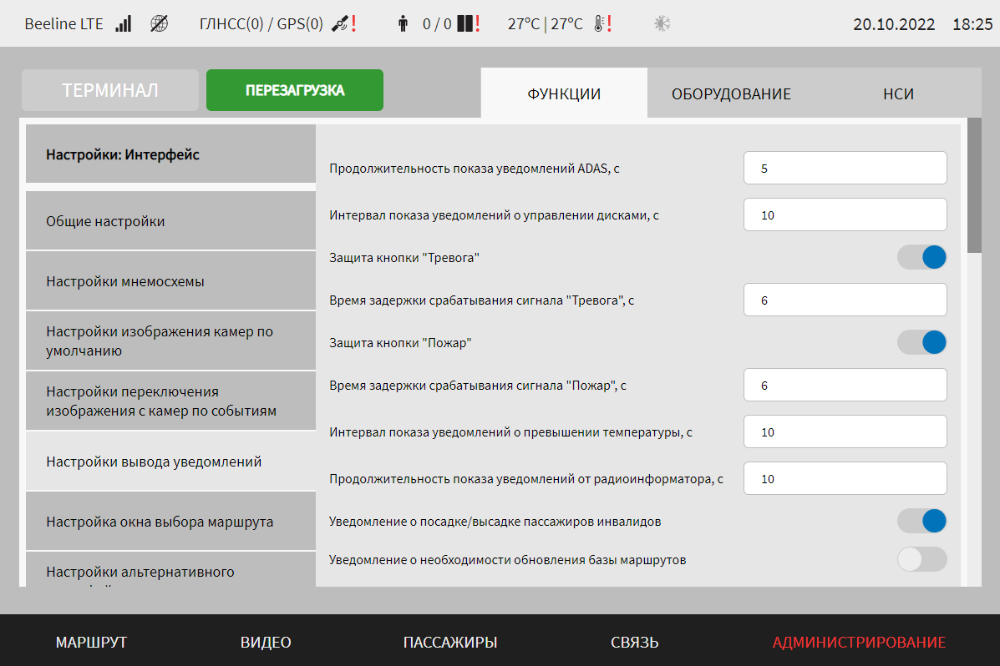 Beeline LTE ГЛНСС(0) / GPS(0) 0 / 0 27°C | 27°C 20.10.2022 18:25
ТЕРМИНАЛ ПЕРЕЗАГРУЗКА ФУНКЦИИ ОБОРУДОВАНИЕ НСИ
Настройки: Интерфейс
Общие настройки
Настройки мнемосхемы
Настройки изображения камер по
умолчанию
Настройки переключения
изображения с камер по событиям
Настройки вывода уведомлений
Настройка окна выбора маршрута
Настройки альтернативного
Продолжительность показа уведомлений ADAS, с 5
Интервал показа уведомлений о управлении дисками, с 10
Защита кнопки "Тревога"
Время задержки срабатывания сигнала "Тревога", с 6
Защита кнопки "Пожар"
Время задержки срабатывания сигнала "Пожар", с 6
Интервал показа уведомлений о превышении температуры, с 10
Продолжительность показа уведомлений от радиоинформатора, с 10
Уведомление о посадке/высадке пассажиров инвалидов
Уведомление о необходимости обновления базы маршрутов
МАРШРУТ ВИДЕО ПАССАЖИРЫ СВЯЗЬ АДМИНИСТРИРОВАНИЕ